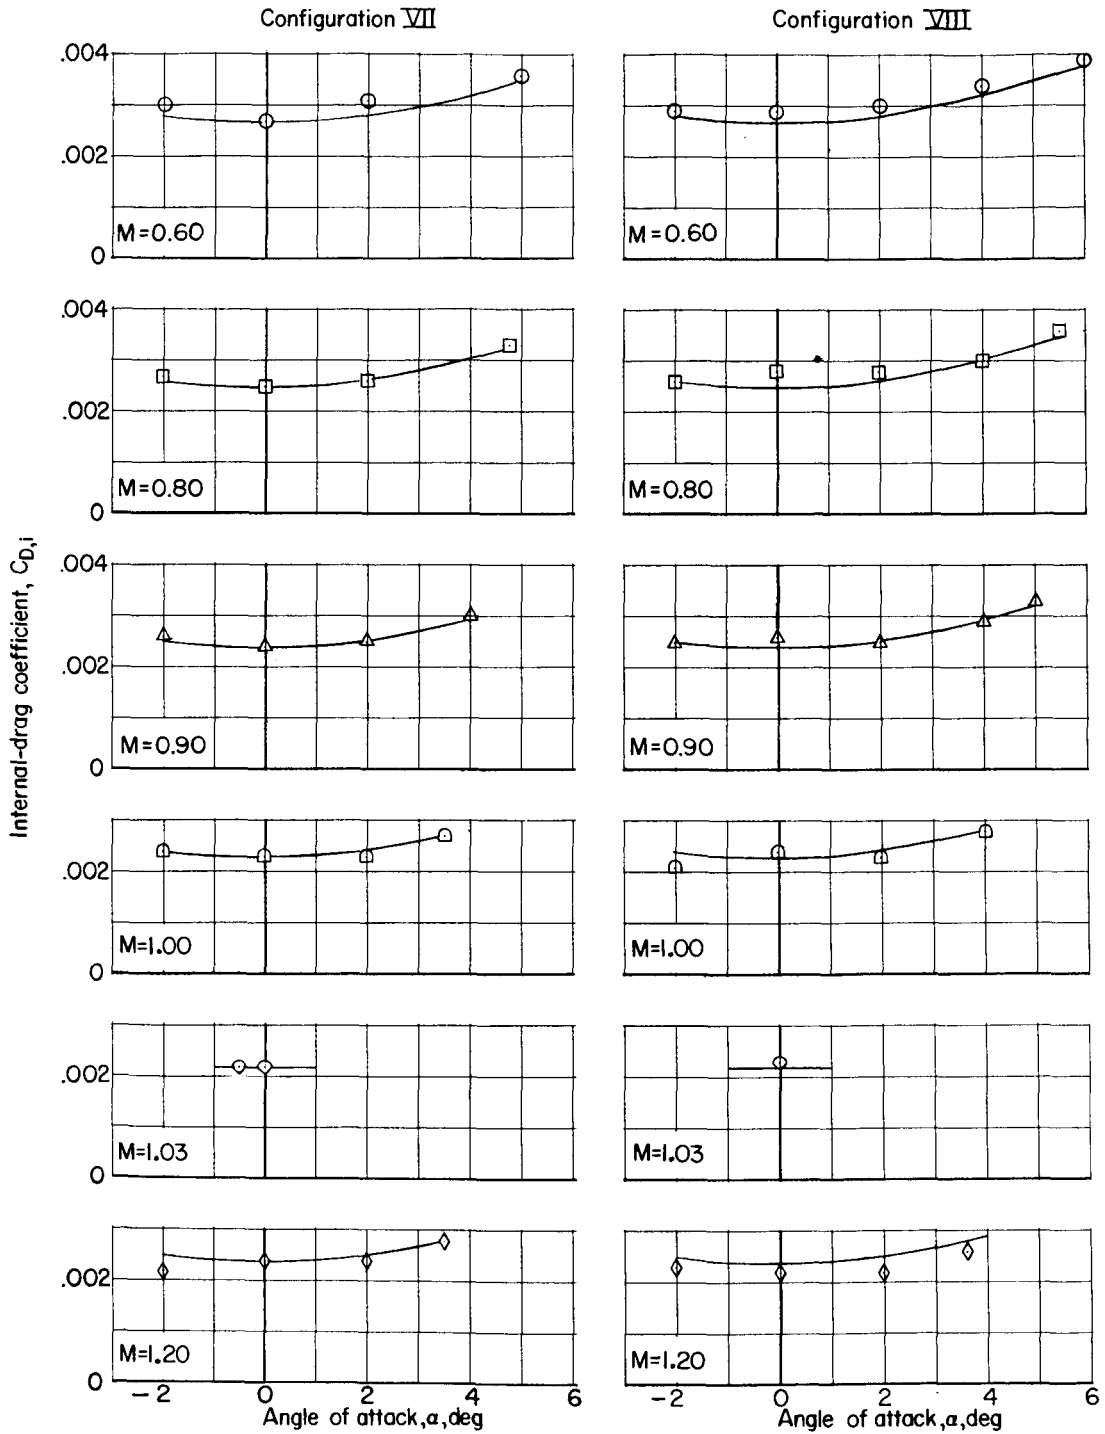 Configuration VII
Configuration VIII
Internal-drag coefficient, C_D,i
.004
.002
0
M=0.60
M=0.60
.004
.002
0
M=0.80
M=0.80
.004
.002
0
M=0.90
M=0.90
.002
0
M=1.00
M=1.00
.002
0
M=1.03
M=1.03
.002
0
M=1.20
M=1.20
-2 0 2 4 6
-2 0 2 4 6
Angle of attack,α,deg
Angle of attack,α,deg